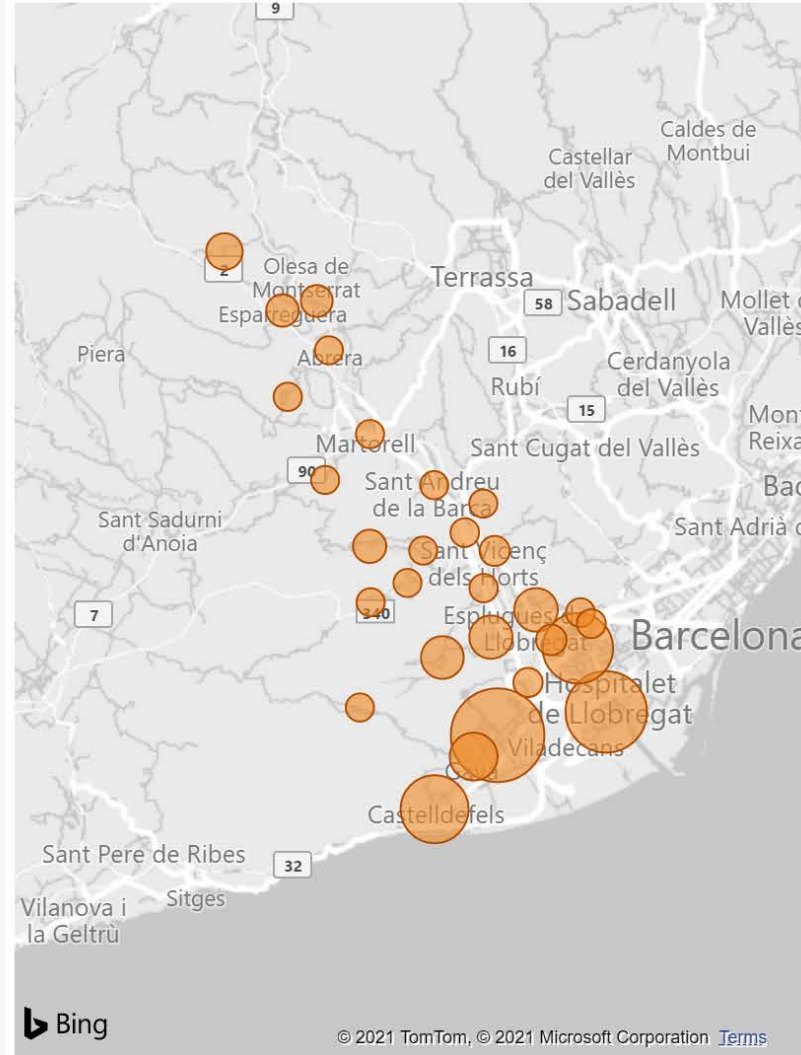 9
Caldes de
Montbui
Castellar
del Vallès
2
Olesa de
Montserrat
Esparreguera
Terrassa
58
Sabadell
Mollet
Vallès
Piera
Abrera
16
Cerdanyola
del Vallès
Rubí
15
Martorell
Sant Cugat del Vallès
Reixa
90
Sant Andreu
de la Barca
Sant Sadurni
d'Anoia
Sant Adrià
Sant Vicenç
dels Horts
7
340
Esplugues de
Llobregat
Barcelona
Hospitalet
de Llobregat
Viladecans
Gavà
Castelldefels
Sant Pere de Ribes
32
Sitges
Vilanova i
la Geltrù
Bing
© 2021 TomTom, © 2021 Microsoft Corporation Terms